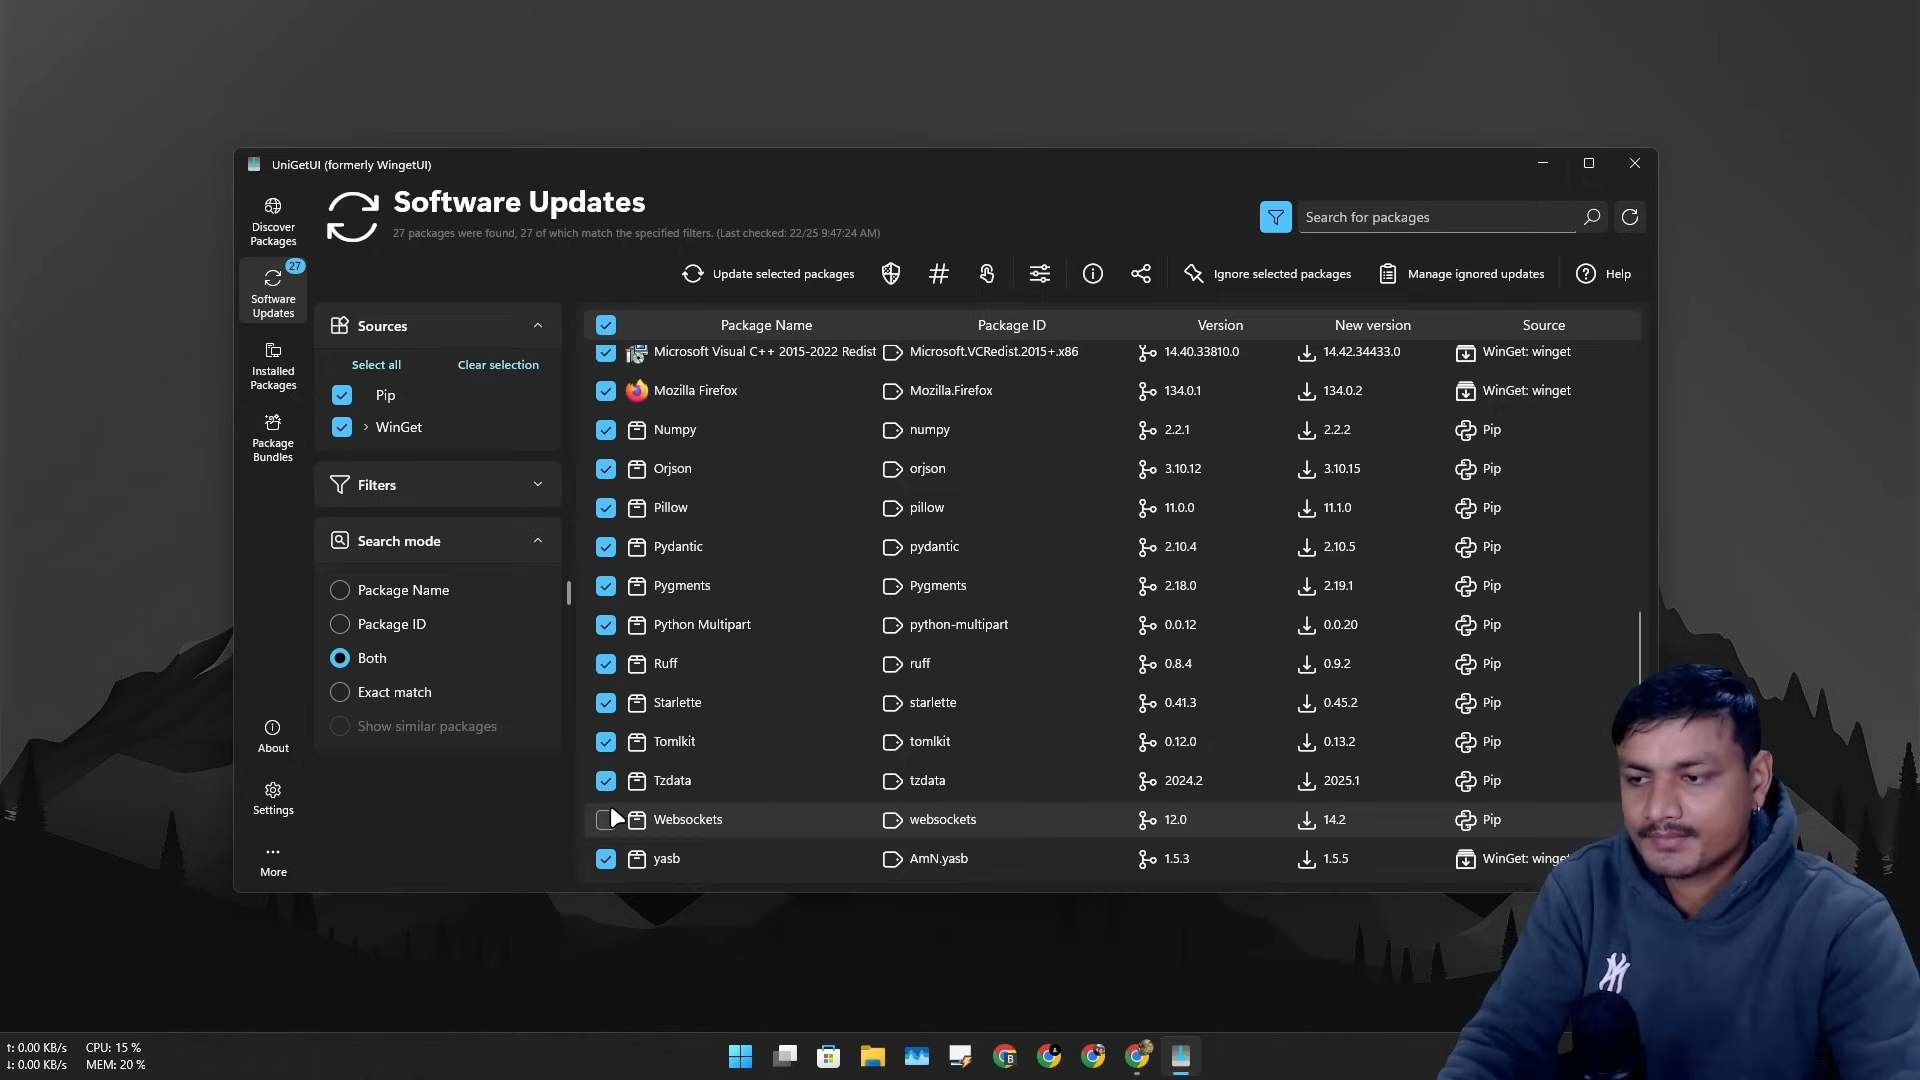 UniGetUI (formerly WingetUI)
Software Updates
27 packages were found, 27 of which match the specified filters. (Last checked: 22/25 9:47:24 AM)
Search for packages
Discover
Packages
27
Software
Updates
Installed
Packages
Package
Bundles
About
Settings
More
Update selected packages
Ignore selected packages
Manage ignored updates
Help
Sources
Select all Clear selection
Pip
WinGet
Filters
Search mode
Package Name
Package ID
Both
Exact match
Show similar packages
Package Name Package ID Version New version Source
Microsoft Visual C++ 2015-2022 Redist Microsoft.VCRedist.2015+.x86 14.40.33810.0 14.42.34433.0 WinGet: winget
Mozilla Firefox Mozilla.Firefox 134.0.1 134.0.2 WinGet: winget
Numpy numpy 2.2.1 2.2.2 Pip
Orjson orjson 3.10.12 3.10.15 Pip
Pillow pillow 11.0.0 11.1.0 Pip
Pydantic pydantic 2.10.4 2.10.5 Pip
Pygments Pygments 2.18.0 2.19.1 Pip
Python Multipart python-multipart 0.0.12 0.0.20 Pip
Ruff ruff 0.8.4 0.9.2 Pip
Starlette starlette 0.41.3 0.45.2 Pip
Tomlkit tomlkit 0.12.0 0.13.2 Pip
Tzdata tzdata 2024.2 2025.1 Pip
Websockets websockets 12.0 14.2 Pip
yasb AmN.yasb 1.5.3 1.5.5 WinGet: winget
↑: 0.00 KB/s CPU: 15 %
↓: 0.00 KB/s MEM: 20 %